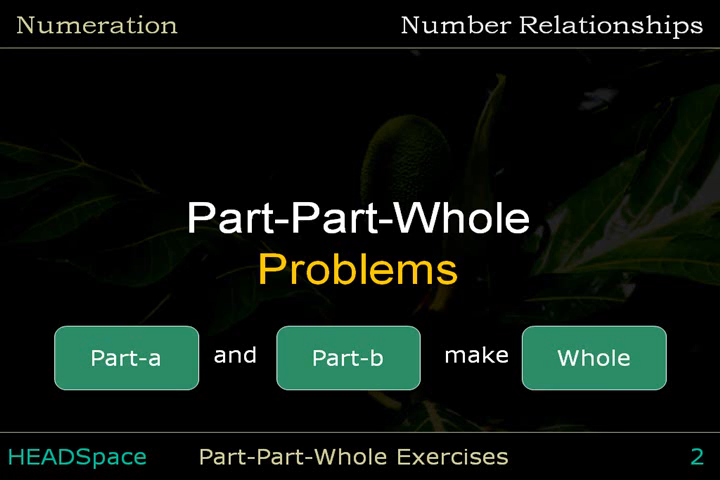 Numeration
Number Relationships
Part-Part-Whole
Problems
Part-a and Part-b make Whole
HEADSpace Part-Part-Whole Exercises 2